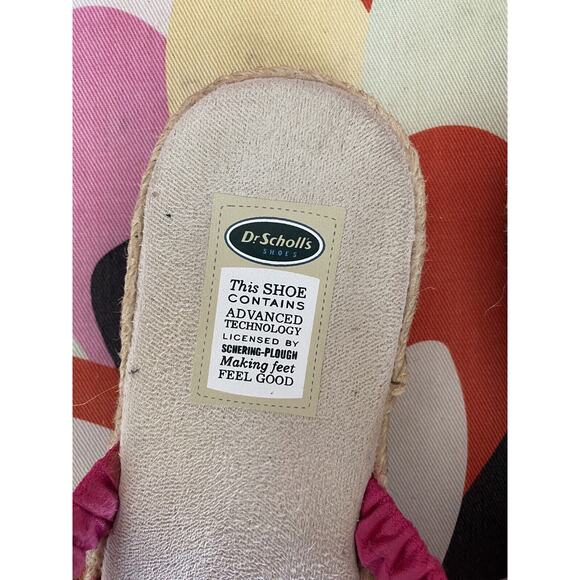 Dr Scholl's
SHOES
This SHOE
CONTAINS
ADVANCED
TECHNOLOGY
LICENSED BY
SCHERING-PLOUGH
Making feet
FEEL GOOD